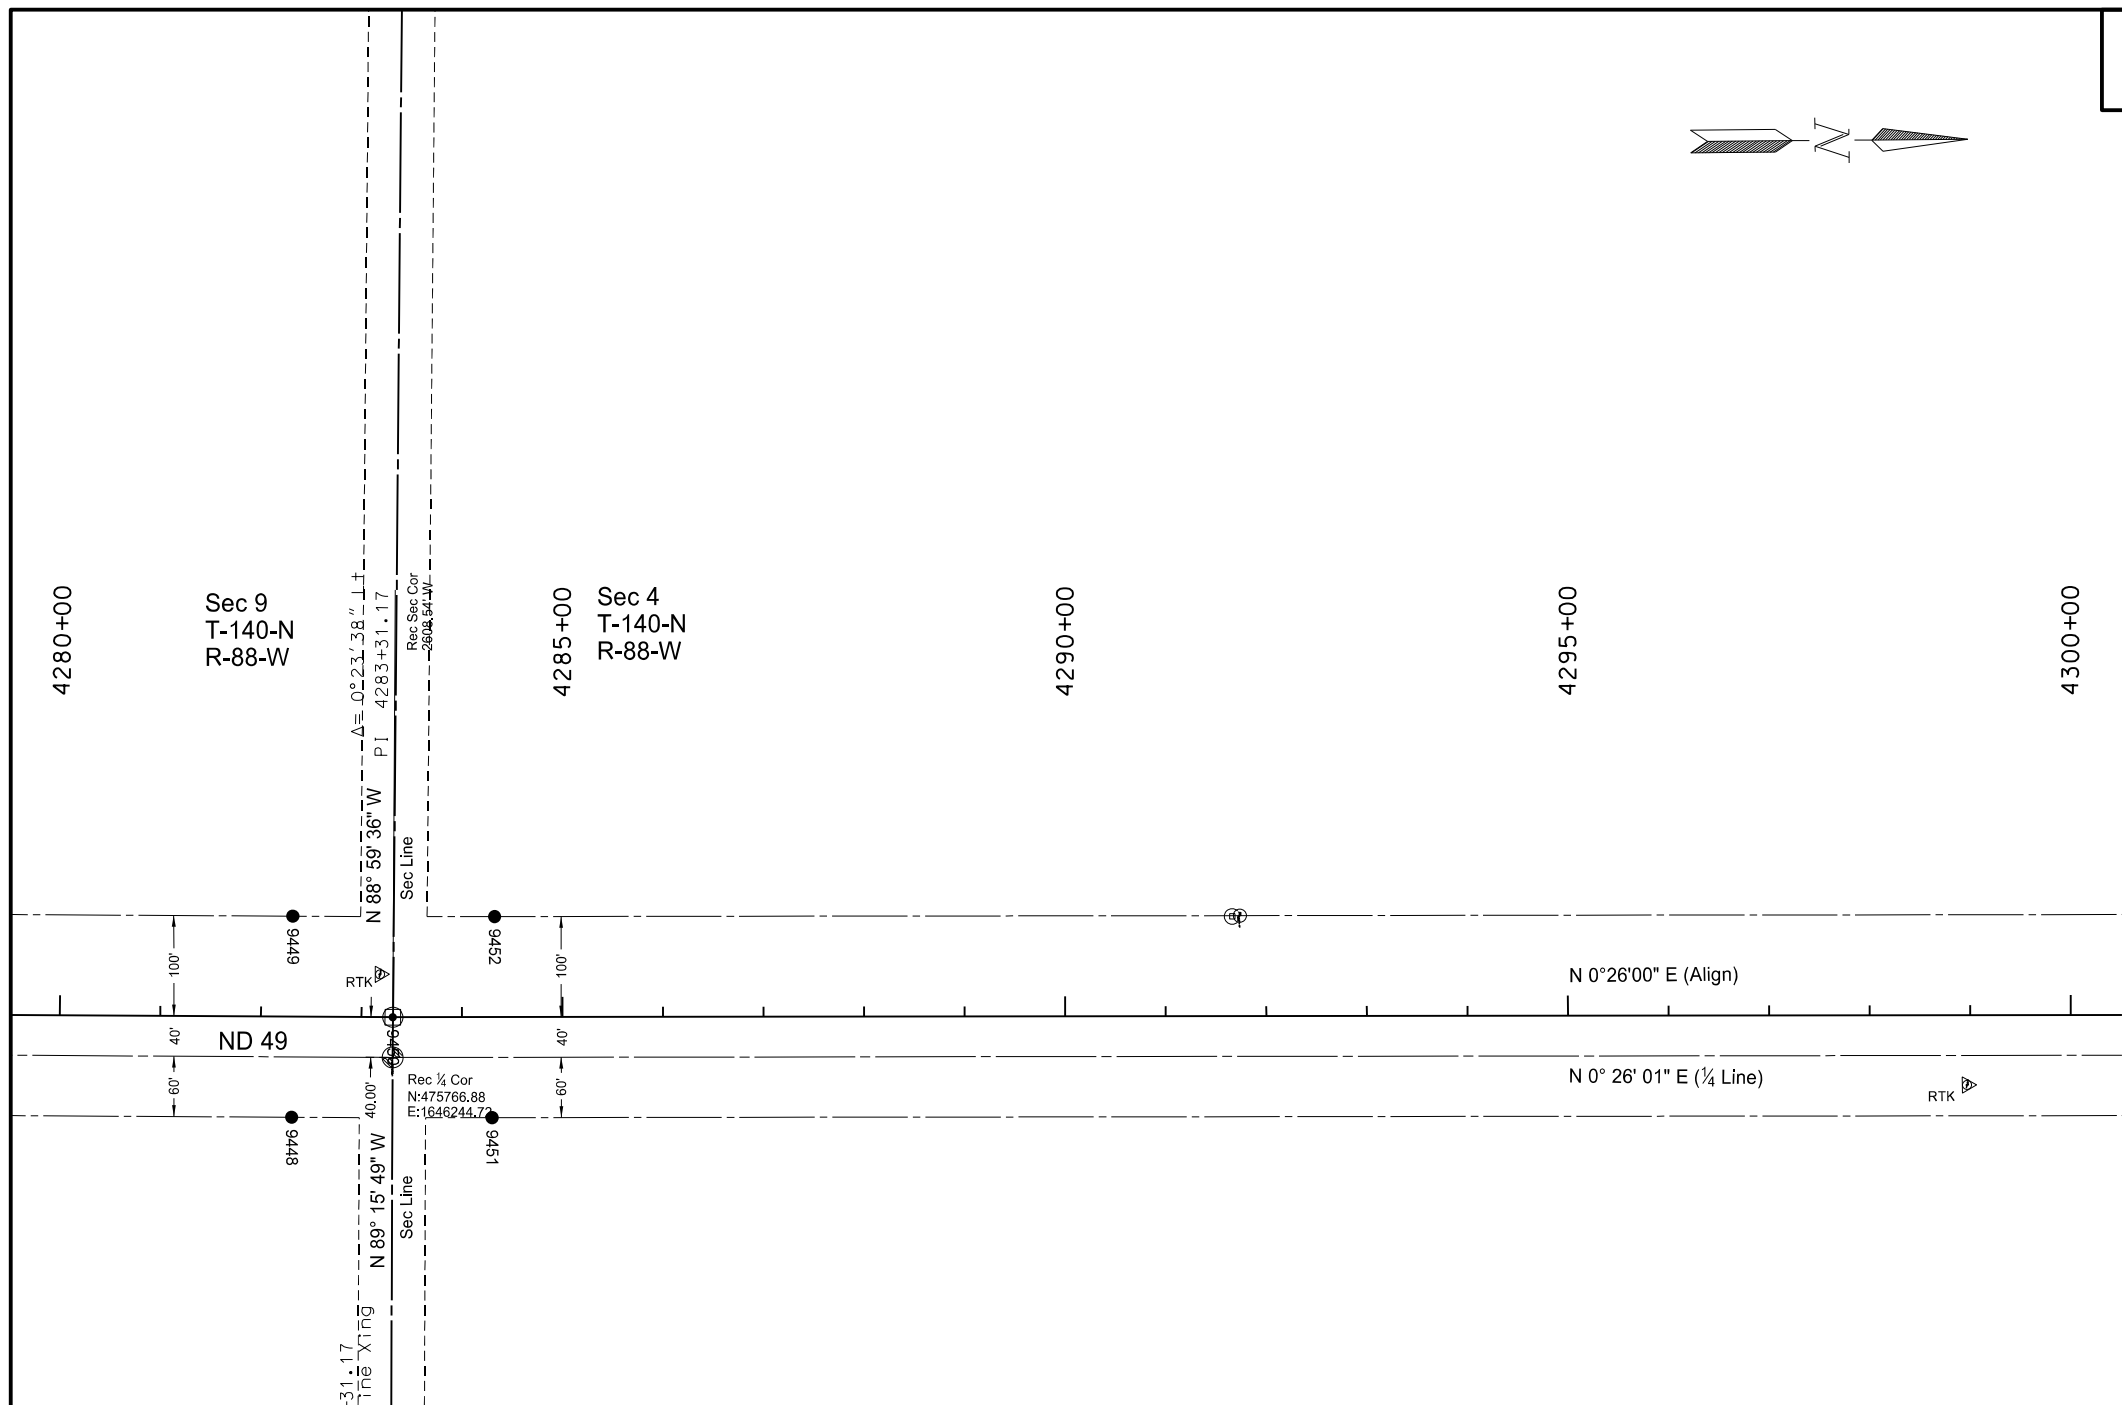 N
4280+00
Sec 9
T-140-N
R-88-W
Δ= 0°23'38" Lt
PI 4283+31.17
Rec Sec Cor
2608.54' W
4285+00
Sec 4
T-140-N
R-88-W
4290+00
4295+00
4300+00
N 88° 59' 36" W
Sec Line
9449
9452
100'
100'
RTK
N 0°26'00" E (Align)
ND 49
40'
40'
Rec ¼ Cor
N:475766.88
E:1646244.72
N 0° 26' 01" E (¼ Line)
RTK
60'
40.00'
60'
9448
9451
N 89° 15' 49" W
Sec Line
31.17
ine Xing